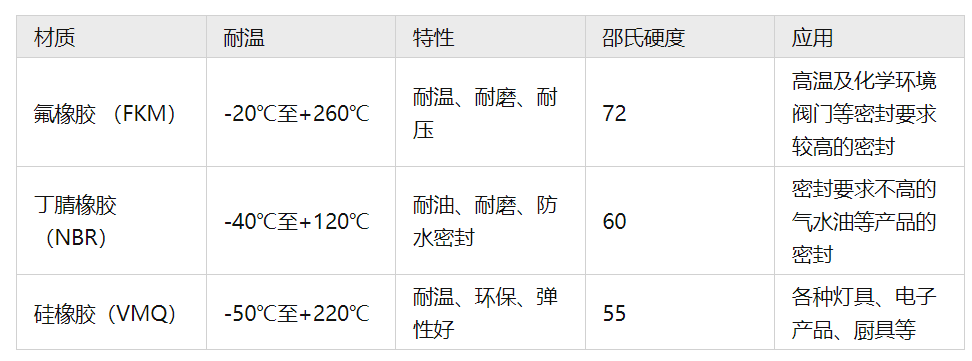 材质 耐温 特性 邵氏硬度 应用
氟橡胶 （FKM） -20℃至+260℃ 耐温、耐磨、耐
压 72 高温及化学环境
阀门等密封要求
较高的密封
丁腈橡胶
（NBR） -40℃至+120℃ 耐油、耐磨、防
水密封 60 密封要求不高的
气水油等产品的
密封
硅橡胶（VMQ） -50℃至+220℃ 耐温、环保、弹
性好 55 各种灯具、电子
产品、厨具等